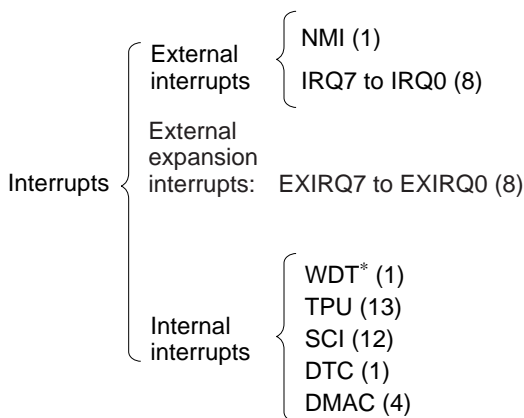 External
interrupts
NMI (1)
IRQ7 to IRQ0 (8)
Interrupts
External
expansion
interrupts: EXIRQ7 to EXIRQ0 (8)
Internal
interrupts
WDT* (1)
TPU (13)
SCI (12)
DTC (1)
DMAC (4)